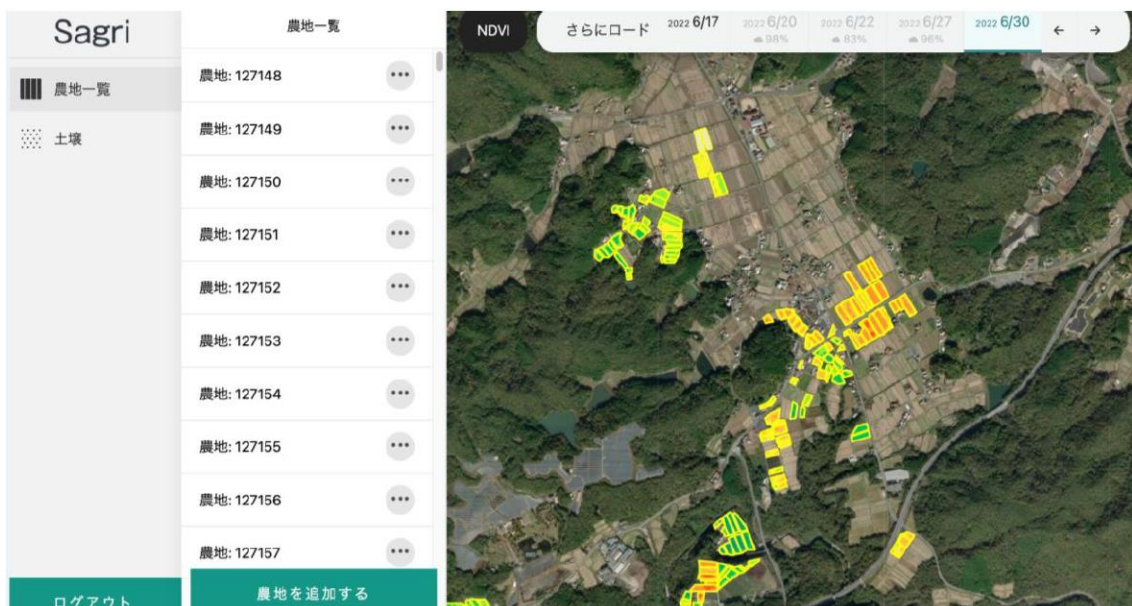 Sagri
農地一覧
土壌
ログアウト
農地一覧
農地: 127148
農地: 127149
農地: 127150
農地: 127151
農地: 127152
農地: 127153
農地: 127154
農地: 127155
農地: 127156
農地: 127157
農地を追加する
NDVI
さらにロード
2022 6/17
2022 6/20
98%
2022 6/22
83%
2022 6/27
96%
2022 6/30